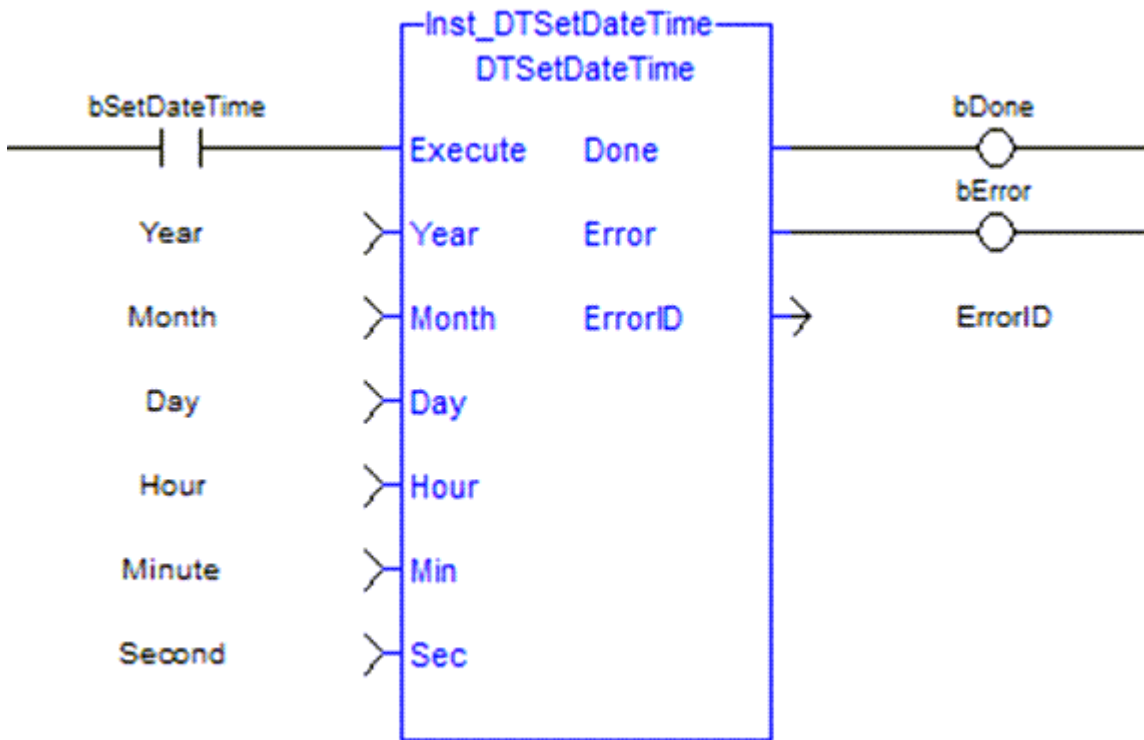 Inst_DTSetDateTime
DTSetDateTime
bSetDateTime
bDone
Execute Done
bError
Year Year Error
Month Month ErrorID ErrorID
Day Day
Hour Hour
Minute Min
Second Sec